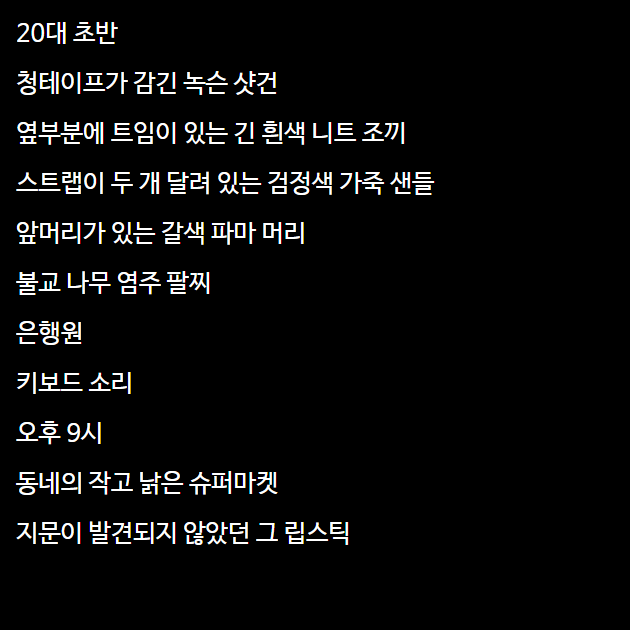 20대 초반
청테이프가 감긴 녹슨 샷건
옆부분에 트임이 있는 긴 흰색 니트 조끼
스트랩이 두 개 달려 있는 검정색 가죽 샌들
앞머리가 있는 갈색 파마 머리
불교 나무 염주 팔찌
은행원
키보드 소리
오후 9시
동네의 작고 낡은 슈퍼마켓
지문이 발견되지 않았던 그 립스틱